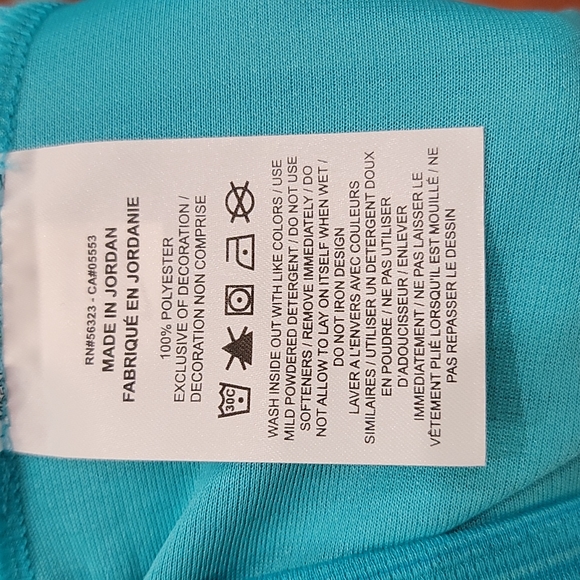 RN#56323 - CA#05553
MADE IN JORDAN
FABRIQUÉ EN JORDANIE
100% POLYESTER
EXCLUSIVE OF DECORATION /
DECORATION NON COMPRISE
30C
WASH INSIDE OUT WITH LIKE COLORS / USE
MILD POWDERED DETERGENT / DO NOT USE
SOFTENERS / REMOVE IMMEDIATELY / DO
NOT ALLOW TO LAY ON ITSELF WHEN WET /
DO NOT IRON DESIGN
LAVER A L'ENVERS AVEC COULEURS
SIMILAIRES / UTILISER UN DETERGENT DOUX
EN POUDRE / NE PAS UTILISER
D'ADOUCISSEUR / ENLEVER
IMMEDIATEMENT / NE PAS LAISSER LE
VÊTEMENT PLIÉ LORSQU'IL EST MOUILLÉ / NE
PAS REPASSER LE DESSIN